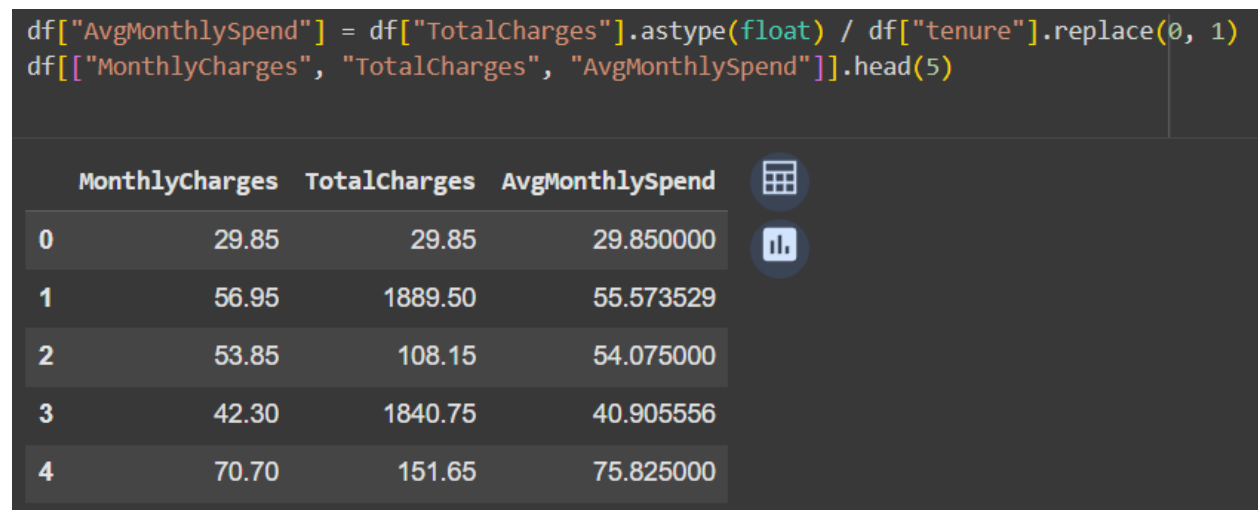 df["AvgMonthlySpend"] = df["TotalCharges"].astype(float) / df["tenure"].replace(0, 1)
df[["MonthlyCharges", "TotalCharges", "AvgMonthlySpend"]].head(5)
MonthlyCharges TotalCharges AvgMonthlySpend
0 29.85 29.85 29.850000
1 56.95 1889.50 55.573529
2 53.85 108.15 54.075000
3 42.30 1840.75 40.905556
4 70.70 151.65 75.825000